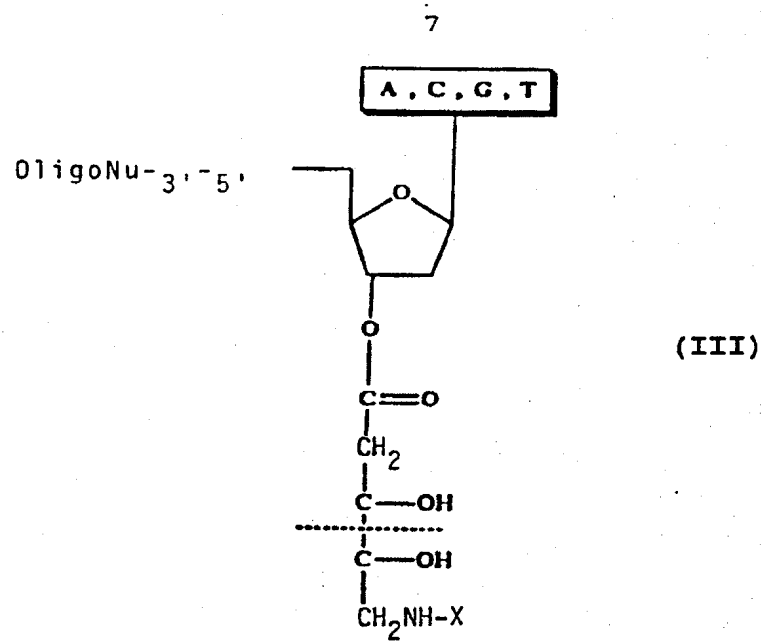 7
A , C , G , T
OligoNu-3'-5'
O
O
(III)
C=O
CH2
C—OH
C—OH
CH2NH-X